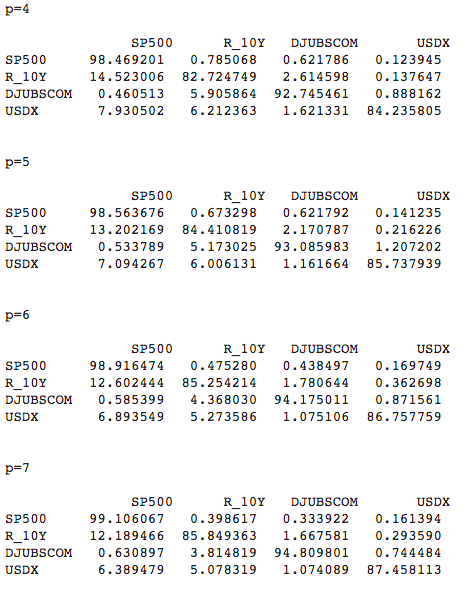 p=4
SP500 R_10Y DJUBSCOM USDX
SP500 98.469201 0.785068 0.621786 0.123945
R_10Y 14.523006 82.724749 2.614598 0.137647
DJUBSCOM 0.460513 5.905864 92.745461 0.888162
USDX 7.930502 6.212363 1.621331 84.235805
p=5
SP500 R_10Y DJUBSCOM USDX
SP500 98.563676 0.673298 0.621792 0.141235
R_10Y 13.202169 84.410819 2.170787 0.216226
DJUBSCOM 0.533789 5.173025 93.085983 1.207202
USDX 7.094267 6.006131 1.161664 85.737939
p=6
SP500 R_10Y DJUBSCOM USDX
SP500 98.916474 0.475280 0.438497 0.169749
R_10Y 12.602444 85.254214 1.780644 0.362698
DJUBSCOM 0.585399 4.368030 94.175011 0.871561
USDX 6.893549 5.273586 1.075106 86.757759
p=7
SP500 R_10Y DJUBSCOM USDX
SP500 99.106067 0.398617 0.333922 0.161394
R_10Y 12.189466 85.849363 1.667581 0.293590
DJUBSCOM 0.630897 3.814819 94.809801 0.744484
USDX 6.389479 5.078319 1.074089 87.458113